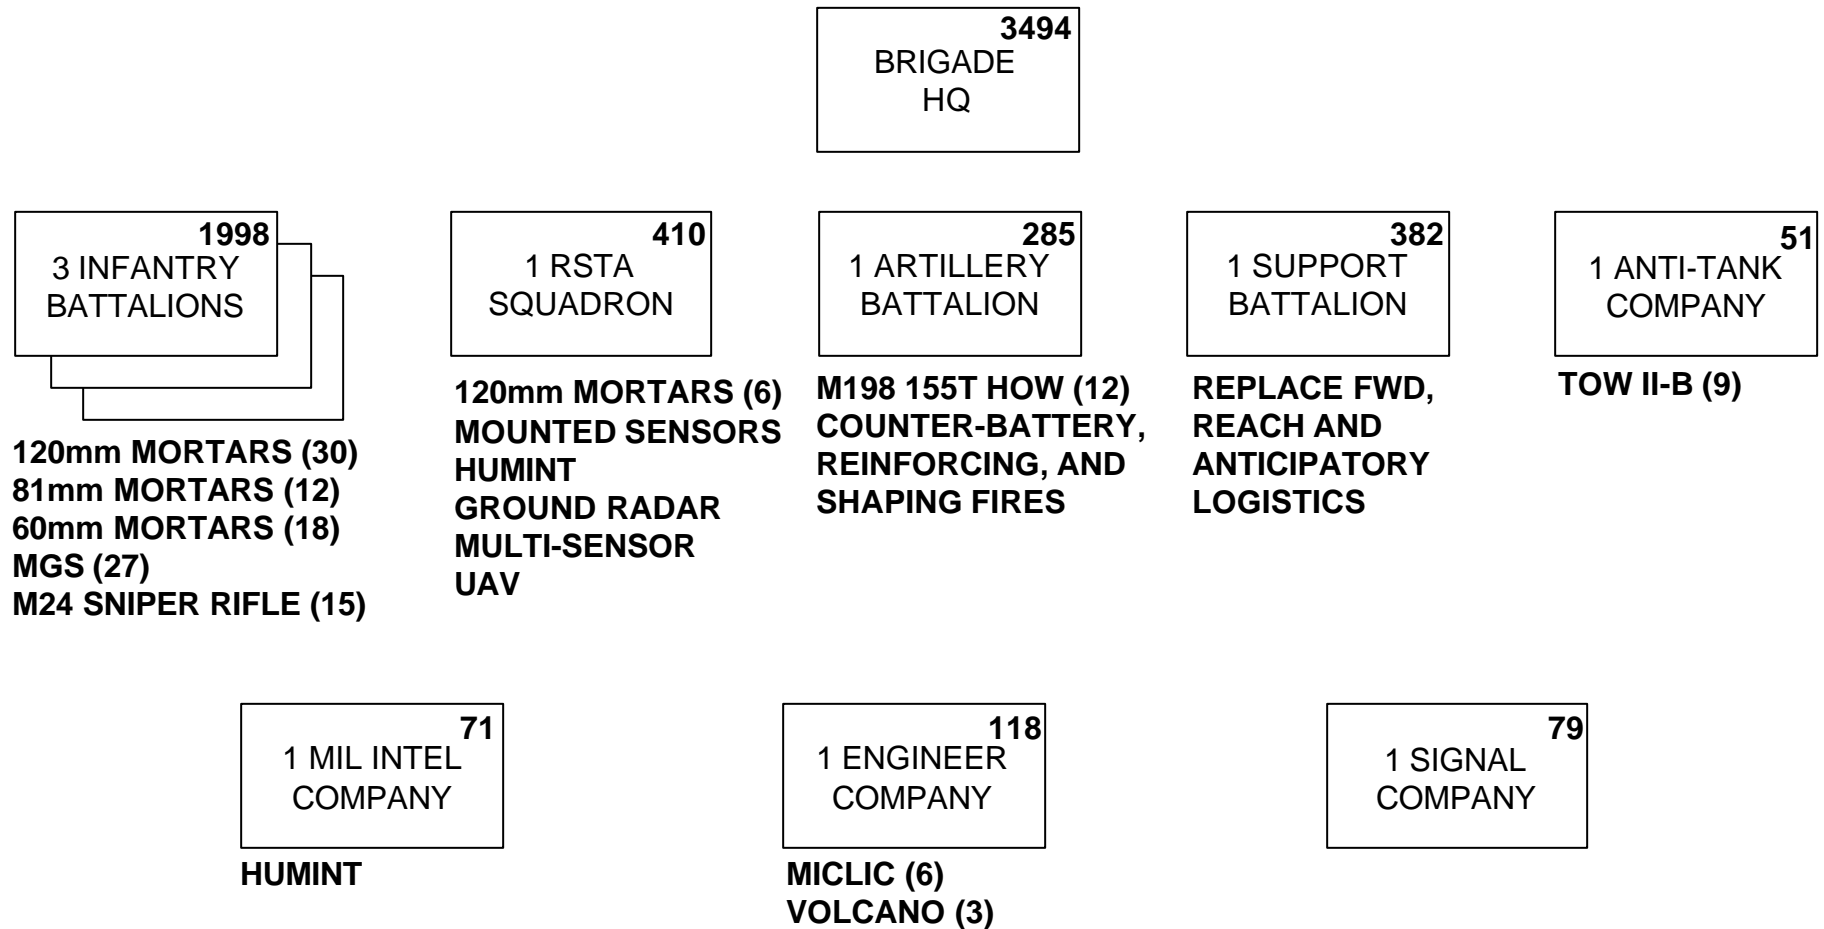 3494
BRIGADE
HQ
1998
3 INFANTRY
BATTALIONS
120mm MORTARS (30)
81mm MORTARS (12)
60mm MORTARS (18)
MGS (27)
M24 SNIPER RIFLE (15)
410
1 RSTA
SQUADRON
120mm MORTARS (6)
MOUNTED SENSORS
HUMINT
GROUND RADAR
MULTI-SENSOR
UAV
285
1 ARTILLERY
BATTALION
M198 155T HOW (12)
COUNTER-BATTERY,
REINFORCING, AND
SHAPING FIRES
382
1 SUPPORT
BATTALION
REPLACE FWD,
REACH AND
ANTICIPATORY
LOGISTICS
51
1 ANTI-TANK
COMPANY
TOW II-B (9)
71
1 MIL INTEL
COMPANY
HUMINT
118
1 ENGINEER
COMPANY
MICLIC (6)
VOLCANO (3)
79
1 SIGNAL
COMPANY